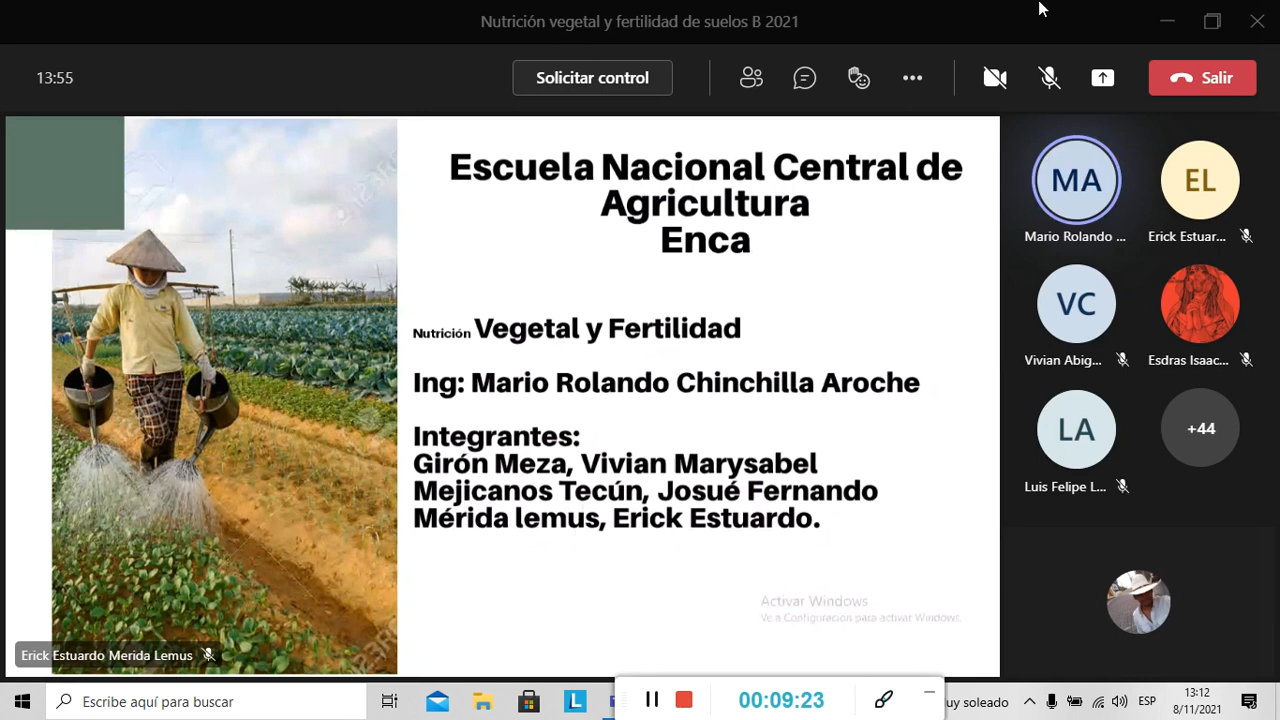 Nutrición vegetal y fertilidad de suelos B 2021
13:55
Solicitar control
Salir
Escuela Nacional Central de
Agricultura
Enca
Nutrición Vegetal y Fertilidad
Ing: Mario Rolando Chinchilla Aroche
Integrantes:
Girón Meza, Vivian Marysabel
Mejicanos Tecún, Josué Fernando
Mérida lemus, Erick Estuardo.
Activar Windows
Ve a Configuración para activar Windows.
Erick Estuardo Merida Lemus
MA
EL
Mario Rolando ...
Erick Estuar...
VC
Vivian Abig...
Esdras Isaac...
LA
+44
Luis Felipe L...
Escribe aquí para buscar
L
00:09:23
uy soleado
ESP
13:12
8/11/2021